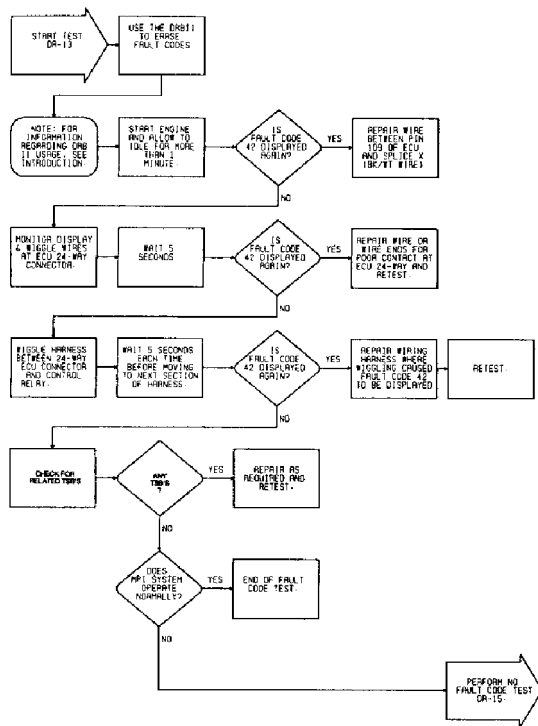 START TEST
DR-13
USE THE DRBII
TO ERASE
FAULT CODES
NOTE: FOR
INFORMATION
REGARDING DRB
II USAGE, SEE
INTRODUCTION.
START ENGINE
AND ALLOW TO
IDLE FOR MORE
THAN 1
MINUTE.
IS
FAULT CODE
42 DISPLAYED
AGAIN?
YES
REPAIR WIRE
BETWEEN PIN
109 OF ECU
AND SPLICE X
(BK/WT WIRE)
NO
MONITOR DISPLAY
& WIGGLE WIRES
AT ECU 24-WAY
CONNECTOR.
WAIT 5
SECONDS
IS
FAULT CODE
42 DISPLAYED
AGAIN?
YES
REPAIR WIRE OR
WIRE ENDS FOR
POOR CONTACT AT
ECU 24-WAY AND
RETEST.
NO
WIGGLE HARNESS
BETWEEN 24-WAY
ECU CONNECTOR
AND CONTROL
RELAY.
WAIT 5 SECONDS
EACH TIME
BEFORE MOVING
TO NEXT SECTION
OF HARNESS.
IS
FAULT CODE
42 DISPLAYED
AGAIN?
YES
REPAIR WIRING
HARNESS WHERE
WIGGLING CAUSED
FAULT CODE 42
TO BE DISPLAYED
RETEST.
NO
CHECK FOR
RELATED TSB'S
ANY
TSB'S
?
YES
REPAIR AS
REQUIRED AND
RETEST.
NO
DOES
MPI SYSTEM
OPERATE
NORMALLY?
YES
END OF FAULT
CODE TEST.
NO
PERFORM NO
FAULT CODE TEST
DR-15.